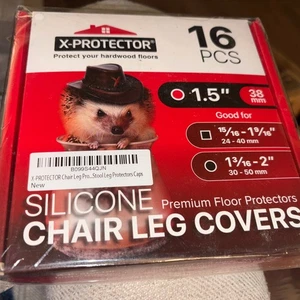 X-PROTECTOR
Protect your hardwood floors
16
PCS
1.5"
38
mm
Good for
15/16 - 1 9/16"
24 - 40 mm
1 3/16 - 2"
30 - 50 mm
B099S44QJN
X-PROTECTOR Chair Leg Pro...Stool Leg Protectors Caps
New
SILICONE Premium Floor Protectors
CHAIR LEG COVERS